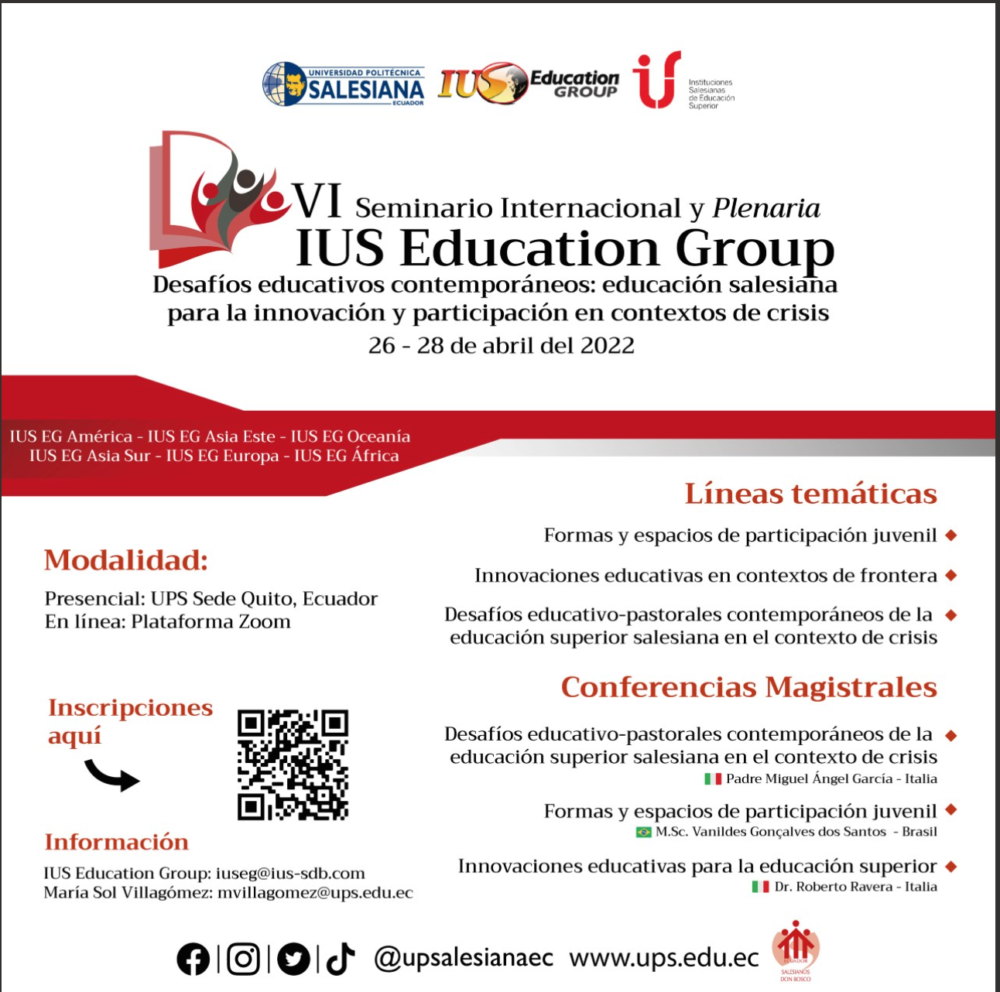 UNIVERSIDAD POLITÉCNICA
SALESIANA
ECUADOR
IUS Education
GROUP
Instituciones
Salesianas
de Educación
Superior
VI Seminario Internacional y Plenaria
IUS Education Group
Desafíos educativos contemporáneos: educación salesiana
para la innovación y participación en contextos de crisis
26 - 28 de abril del 2022
IUS EG América - IUS EG Asia Este - IUS EG Oceanía
IUS EG Asia Sur - IUS EG Europa - IUS EG África
Modalidad:
Presencial: UPS Sede Quito, Ecuador
En línea: Plataforma Zoom
Inscripciones
aquí
Información
IUS Education Group: iuseg@ius-sdb.com
María Sol Villagómez: mvillagomez@ups.edu.ec
Líneas temáticas
Formas y espacios de participación juvenil
Innovaciones educativas en contextos de frontera
Desafíos educativo-pastorales contemporáneos de la
educación superior salesiana en el contexto de crisis
Conferencias Magistrales
Desafíos educativo-pastorales contemporáneos de la
educación superior salesiana en el contexto de crisis
Padre Miguel Ángel García - Italia
Formas y espacios de participación juvenil
M.Sc. Vanildes Gonçalves dos Santos - Brasil
Innovaciones educativas para la educación superior
Dr. Roberto Ravera - Italia
@upsalesianaec www.ups.edu.ec
ECUADOR
SALESIANOS
DON BOSCO